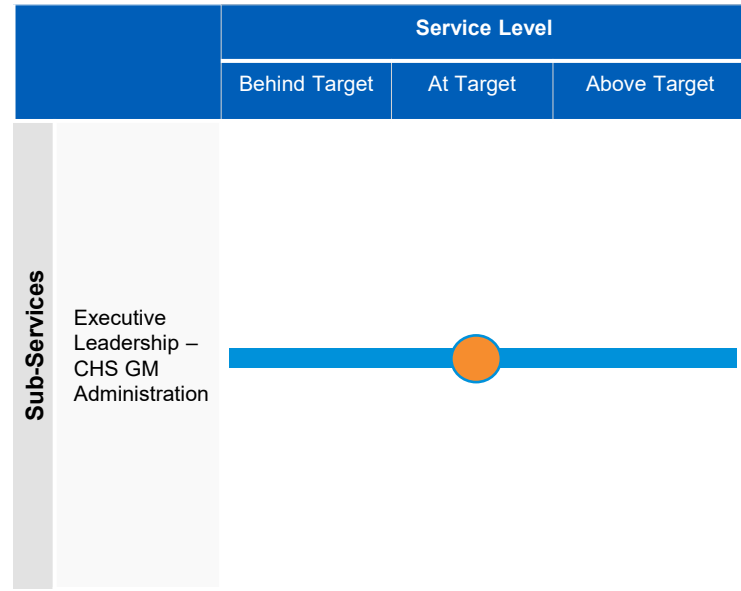 Service Level
Behind Target
At Target
Above Target
Sub-Services
Executive
Leadership –
CHS GM
Administration